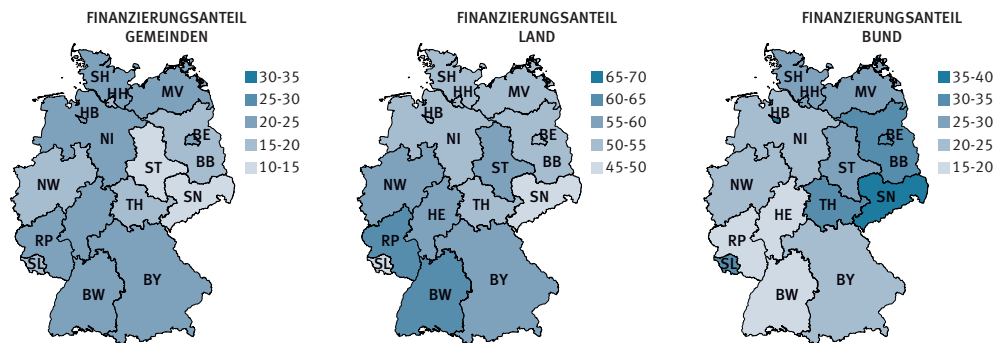 FINANZIERUNGSANTEIL
GEMEINDEN
30-35
25-30
20-25
15-20
10-15
SH
HH
MV
HB
NI
BE
BB
ST
NW
SN
TH
RP
SL
BW
BY
FINANZIERUNGSANTEIL
LAND
65-70
60-65
55-60
50-55
45-50
SH
HH
MV
HB
NI
BE
BB
ST
NW
SN
HE
TH
RP
SL
BW
BY
FINANZIERUNGSANTEIL
BUND
35-40
30-35
25-30
20-25
15-20
SH
HH
MV
HB
NI
BE
BB
ST
NW
SN
HE
TH
RP
SL
BW
BY